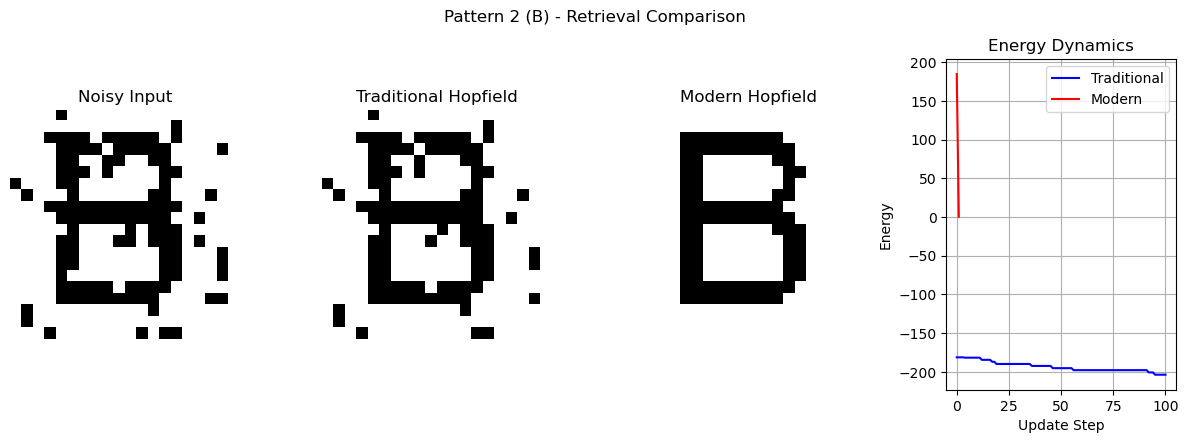 Pattern 2 (B) - Retrieval Comparison
Noisy Input
Traditional Hopfield
Modern Hopfield
B
B
B
Energy Dynamics
Traditional
Modern
200
150
100
50
0
−50
−100
−150
−200
Energy
0
25
50
75
100
Update Step